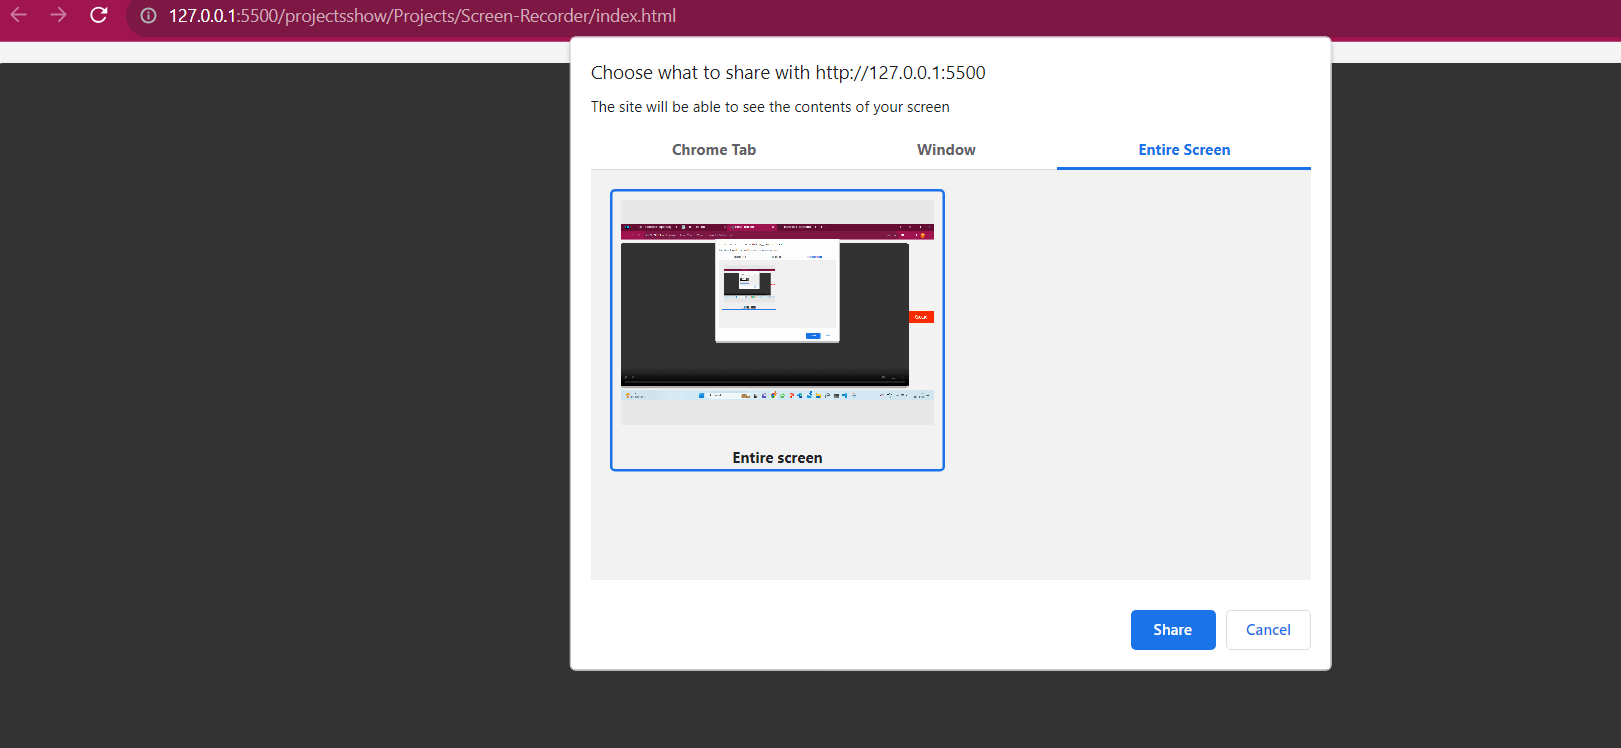 127.0.0.1:5500/projectsshow/Projects/Screen-Recorder/index.html
Choose what to share with http://127.0.0.1:5500
The site will be able to see the contents of your screen
Chrome Tab
Window
Entire Screen
Entire screen
Share
Cancel